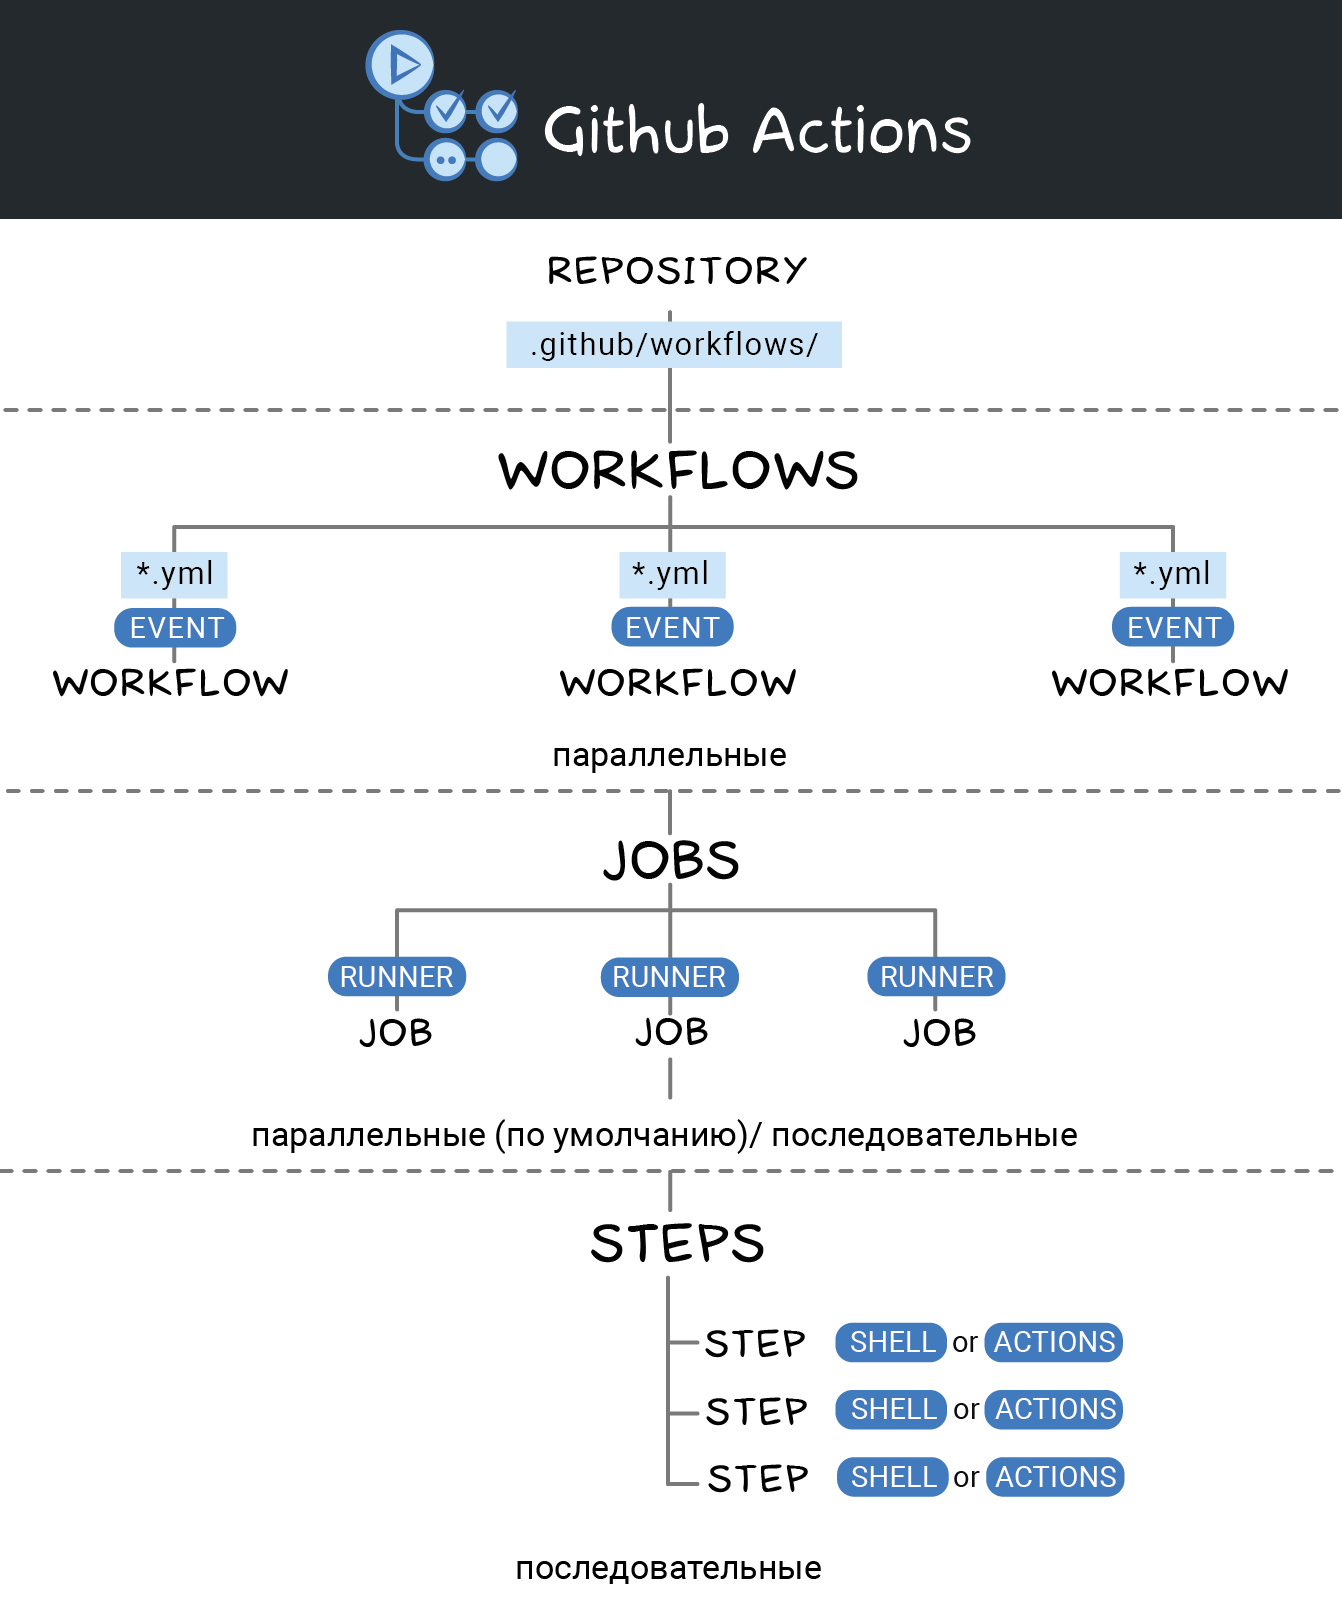 Github Actions
REPOSITORY
.github/workflows/
WORKFLOWS
*.yml *.yml *.yml
EVENT EVENT EVENT
WORKFLOW WORKFLOW WORKFLOW
параллельные
JOBS
RUNNER RUNNER RUNNER
JOB JOB JOB
параллельные (по умолчанию)/ последовательные
STEPS
STEP SHELL or ACTIONS
STEP SHELL or ACTIONS
STEP SHELL or ACTIONS
последовательные